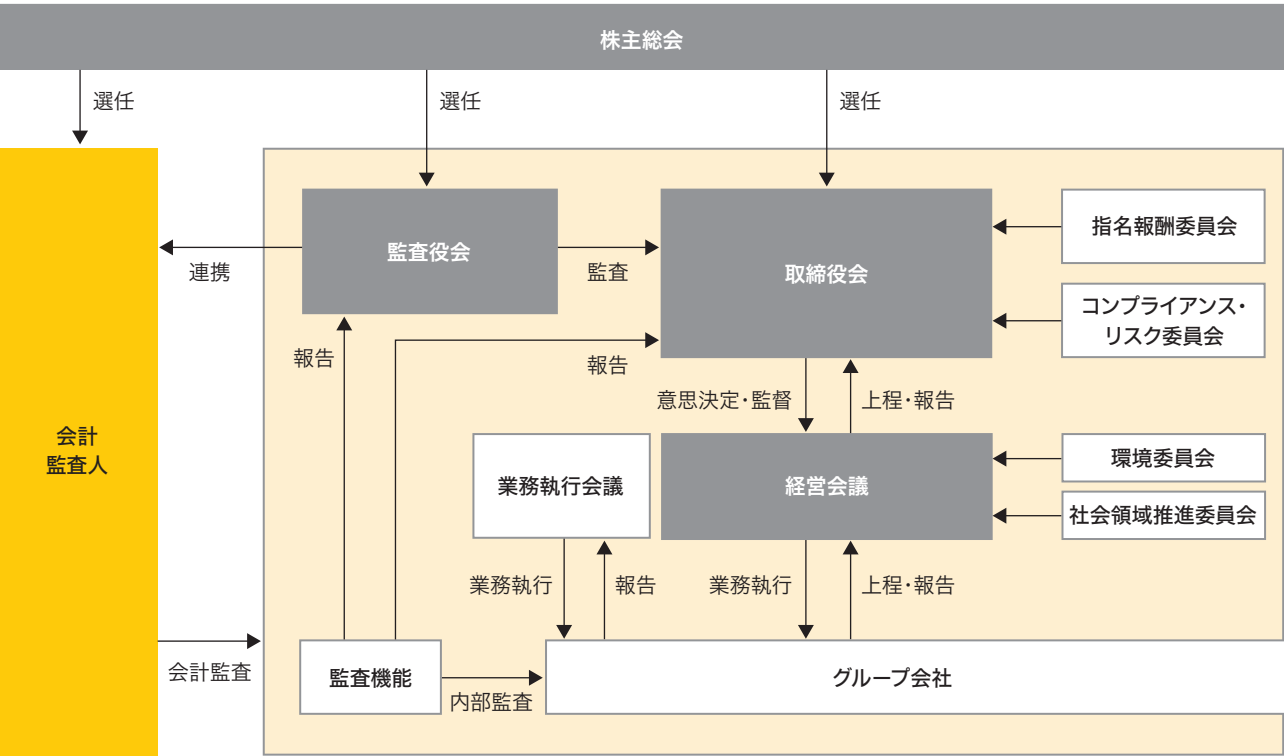 株主総会
選任
選任
選任
指名報酬委員会
監査役会
取締役会
連携
監査
コンプライアンス・
リスク委員会
報告
報告
意思決定・監督
上程・報告
会計
監査人
環境委員会
業務執行会議
経営会議
社会領域推進委員会
業務執行
報告
業務執行
上程・報告
会計監査
監査機能
内部監査
グループ会社